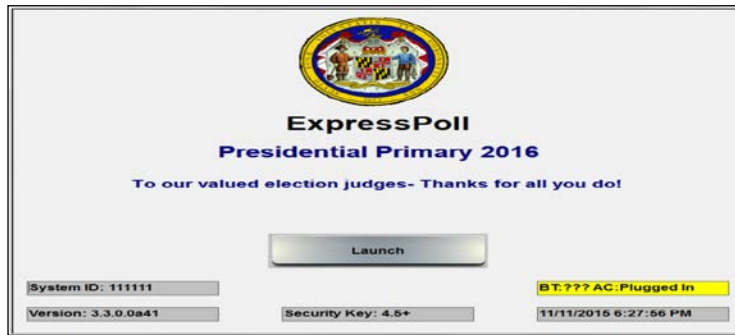 ExpressPoll
Presidential Primary 2016
To our valued election judges- Thanks for all you do!
Launch
System ID: 111111
BT:??? AC:Plugged In
Version: 3.3.0.0a41
Security Key: 4.5+
11/11/2015 6:27:56 PM